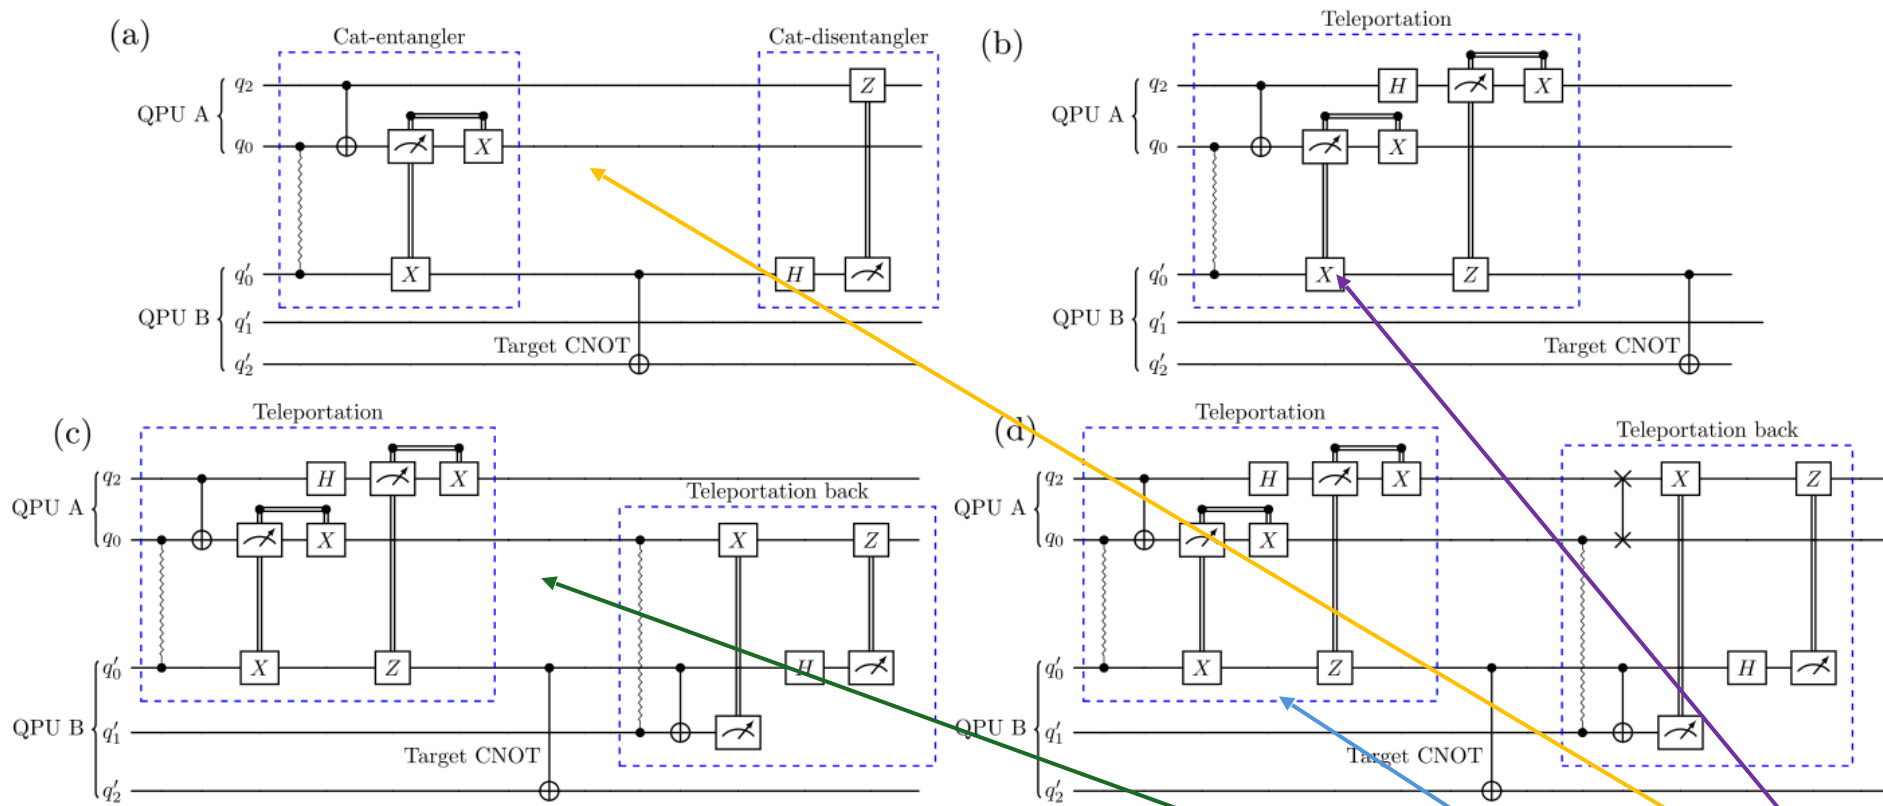 (a)
Cat-entangler
Cat-disentangler
QPU A
q2
Z
q0
X
q′0
X
H
QPU B
q′1
Target CNOT
q′2
(b)
Teleportation
QPU A
q2
H
X
q0
X
q′0
X
Z
QPU B
q′1
Target CNOT
q′2
(c)
Teleportation
Teleportation back
QPU A
q2
H
X
q0
X
X
Z
q′0
X
Z
H
QPU B
q′1
Target CNOT
q′2
(d)
Teleportation
Teleportation back
QPU A
q2
H
X
X
Z
q0
X
q′0
X
Z
H
QPU B
q′1
Target CNOT
q′2